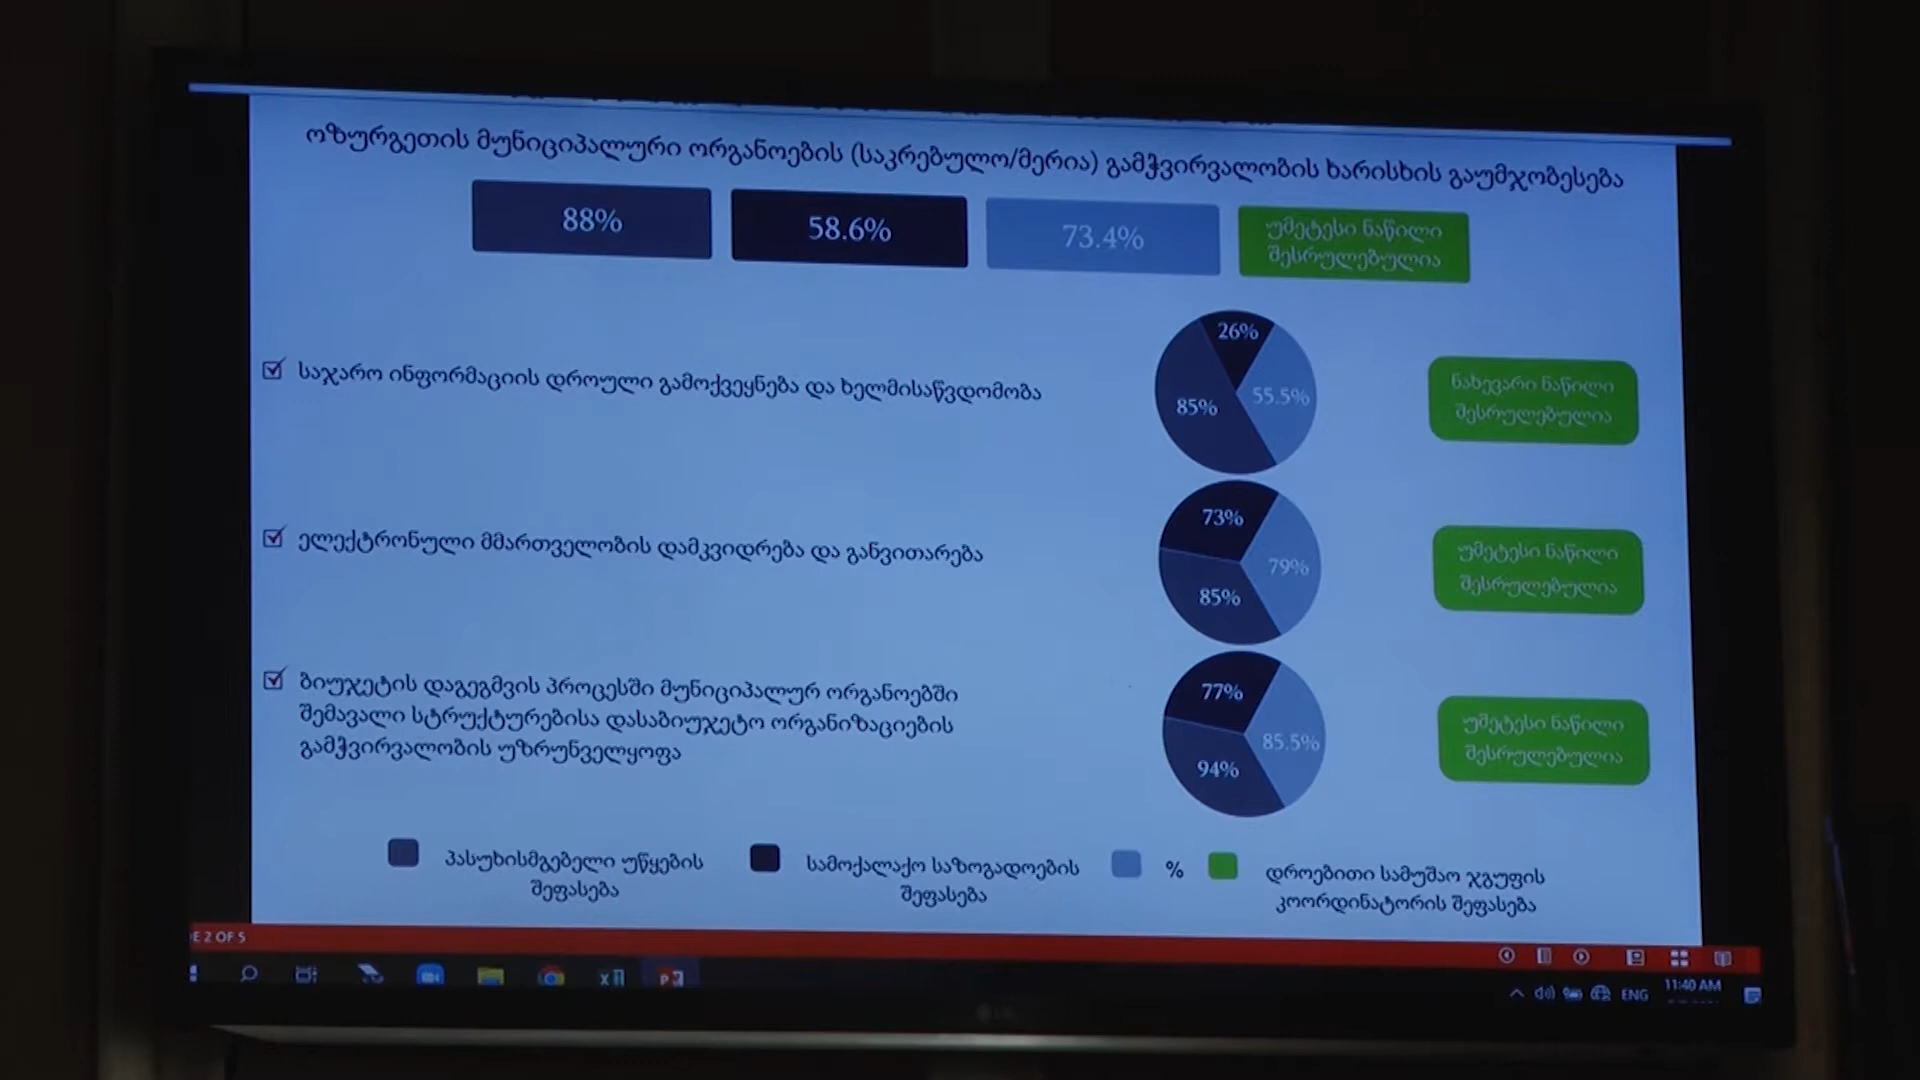 ოზურგეთის მუნიციპალური ორგანოების (საკრებულო/მერია) გამჭვირვალობის ხარისხის გაუმჯობესება
88%
58.6%
73.4%
უმეტესი ნაწილი
შესრულებულია
საჯარო ინფორმაციის დროული გამოქვეყნება და ხელმისაწვდომობა
26%
85%
55.5%
ნახევარი ნაწილი
შესრულებულია
ელექტრონული მმართველობის დამკვიდრება და განვითარება
73%
79%
85%
უმეტესი ნაწილი
შესრულებულია
ბიუჯეტის დაგეგმვის პროცესში მუნიციპალურ ორგანოებში
შემავალი სტრუქტურებისა დასაბიუჯეტო ორგანიზაციების
გამჭვირვალობის უზრუნველყოფა
77%
85.5%
94%
უმეტესი ნაწილი
შესრულებულია
პასუხისმგებელი უწყების
შეფასება
სამოქალაქო საზოგადოების
შეფასება
%
დროებითი სამუშაო ჯგუფის
კოორდინატორის შეფასება
E 2 OF 5
ENG
11:40 AM